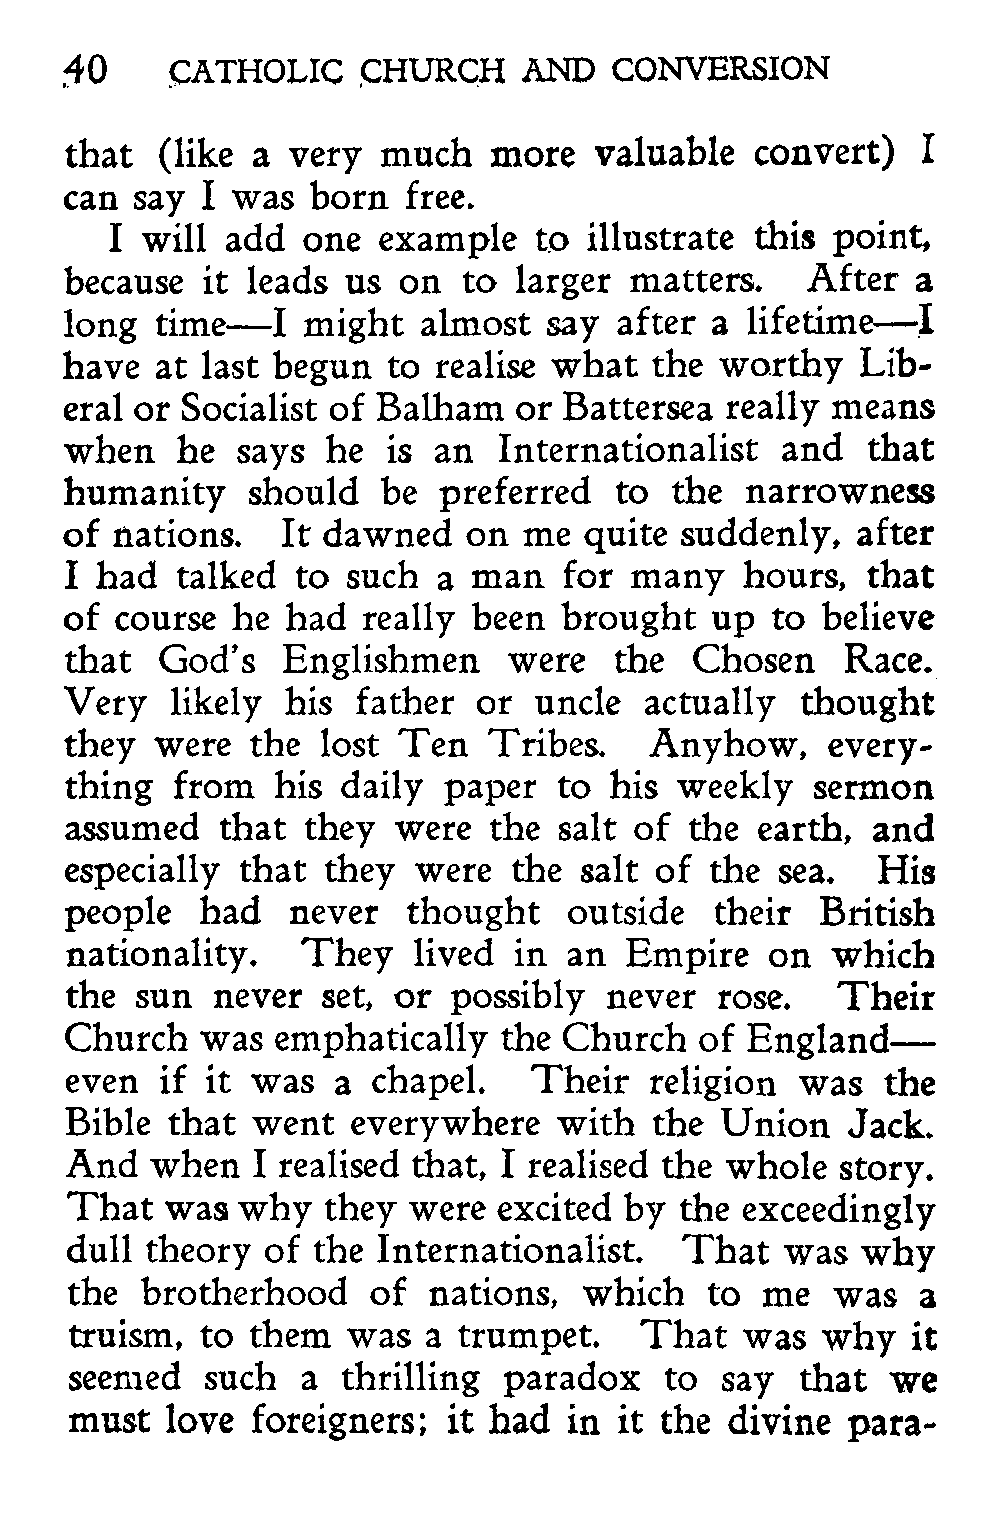 40 CATHOLIC CHURCH AND CONVERSION
that (like a very much more valuable convert) I
can say I was born free.
I will add one example to illustrate this point,
because it leads us on to larger matters. After a
long time—I might almost say after a lifetime—I
have at last begun to realise what the worthy Lib-
eral or Socialist of Balham or Battersea really means
when he says he is an Internationalist and that
humanity should be preferred to the narrowness
of nations. It dawned on me quite suddenly, after
I had talked to such a man for many hours, that
of course he had really been brought up to believe
that God's Englishmen were the Chosen Race.
Very likely his father or uncle actually thought
they were the lost Ten Tribes. Anyhow, every-
thing from his daily paper to his weekly sermon
assumed that they were the salt of the earth, and
especially that they were the salt of the sea. His
people had never thought outside their British
nationality. They lived in an Empire on which
the sun never set, or possibly never rose. Their
Church was emphatically the Church of England—
even if it was a chapel. Their religion was the
Bible that went everywhere with the Union Jack.
And when I realised that, I realised the whole story.
That was why they were excited by the exceedingly
dull theory of the Internationalist. That was why
the brotherhood of nations, which to me was a
truism, to them was a trumpet. That was why it
seemed such a thrilling paradox to say that we
must love foreigners; it had in it the divine para-